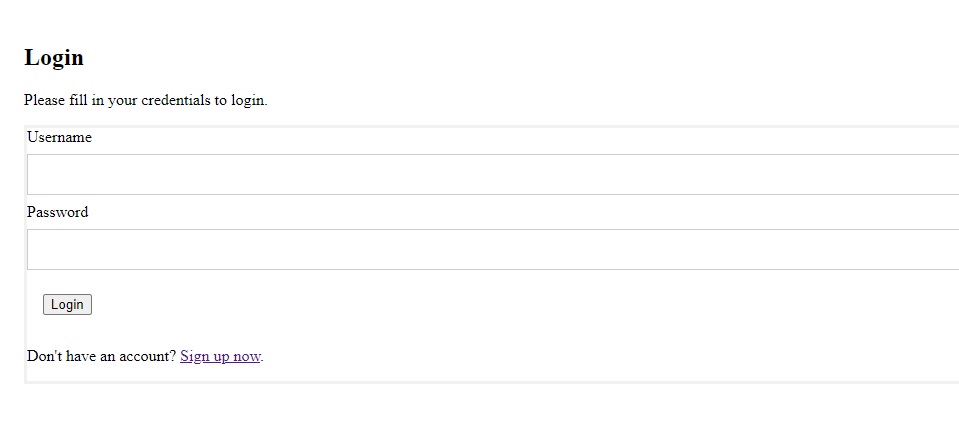 Login
Please fill in your credentials to login.
Username
Password
Login
Don't have an account? Sign up now.